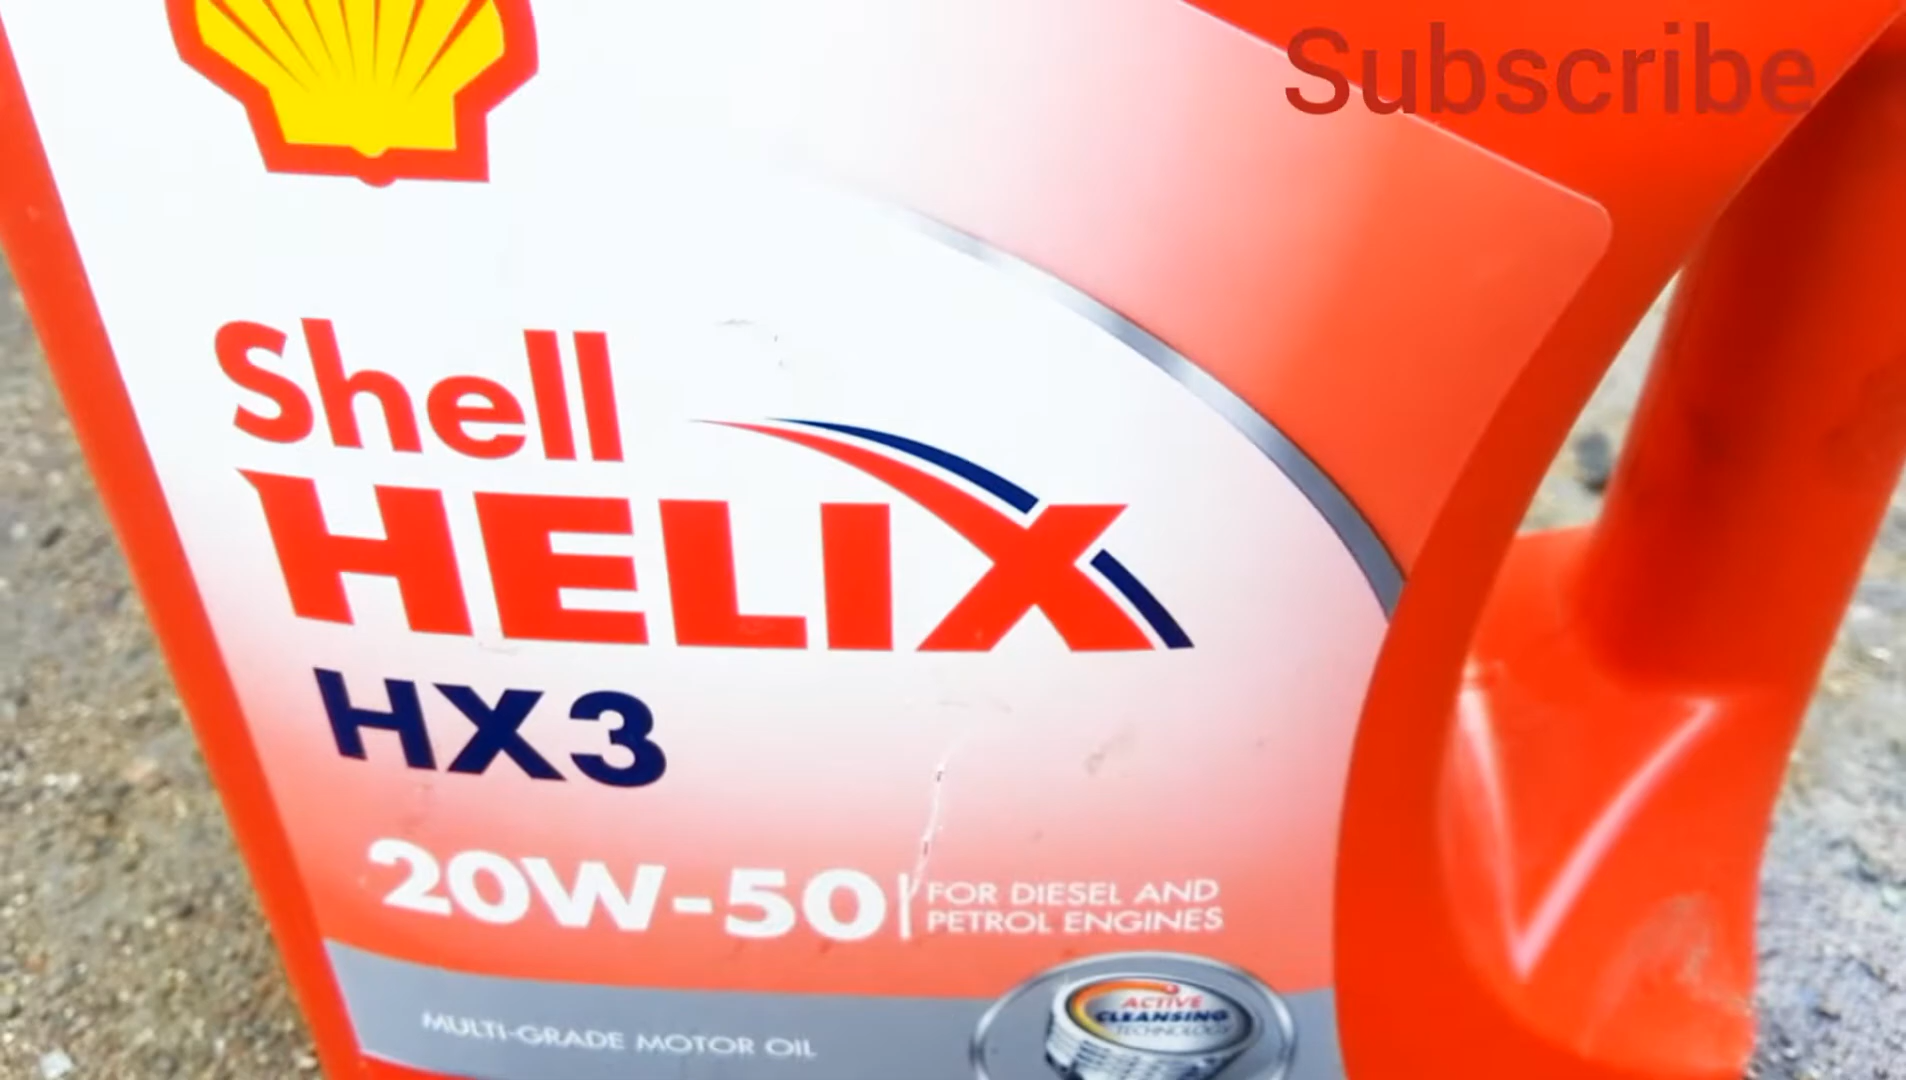 Subscribe
Shell
HELIX
HX3
20W-50
FOR DIESEL AND
PETROL ENGINES
ACTIVE
CLEANSING
TECHNOLOGY
MULTI-GRADE MOTOR OIL